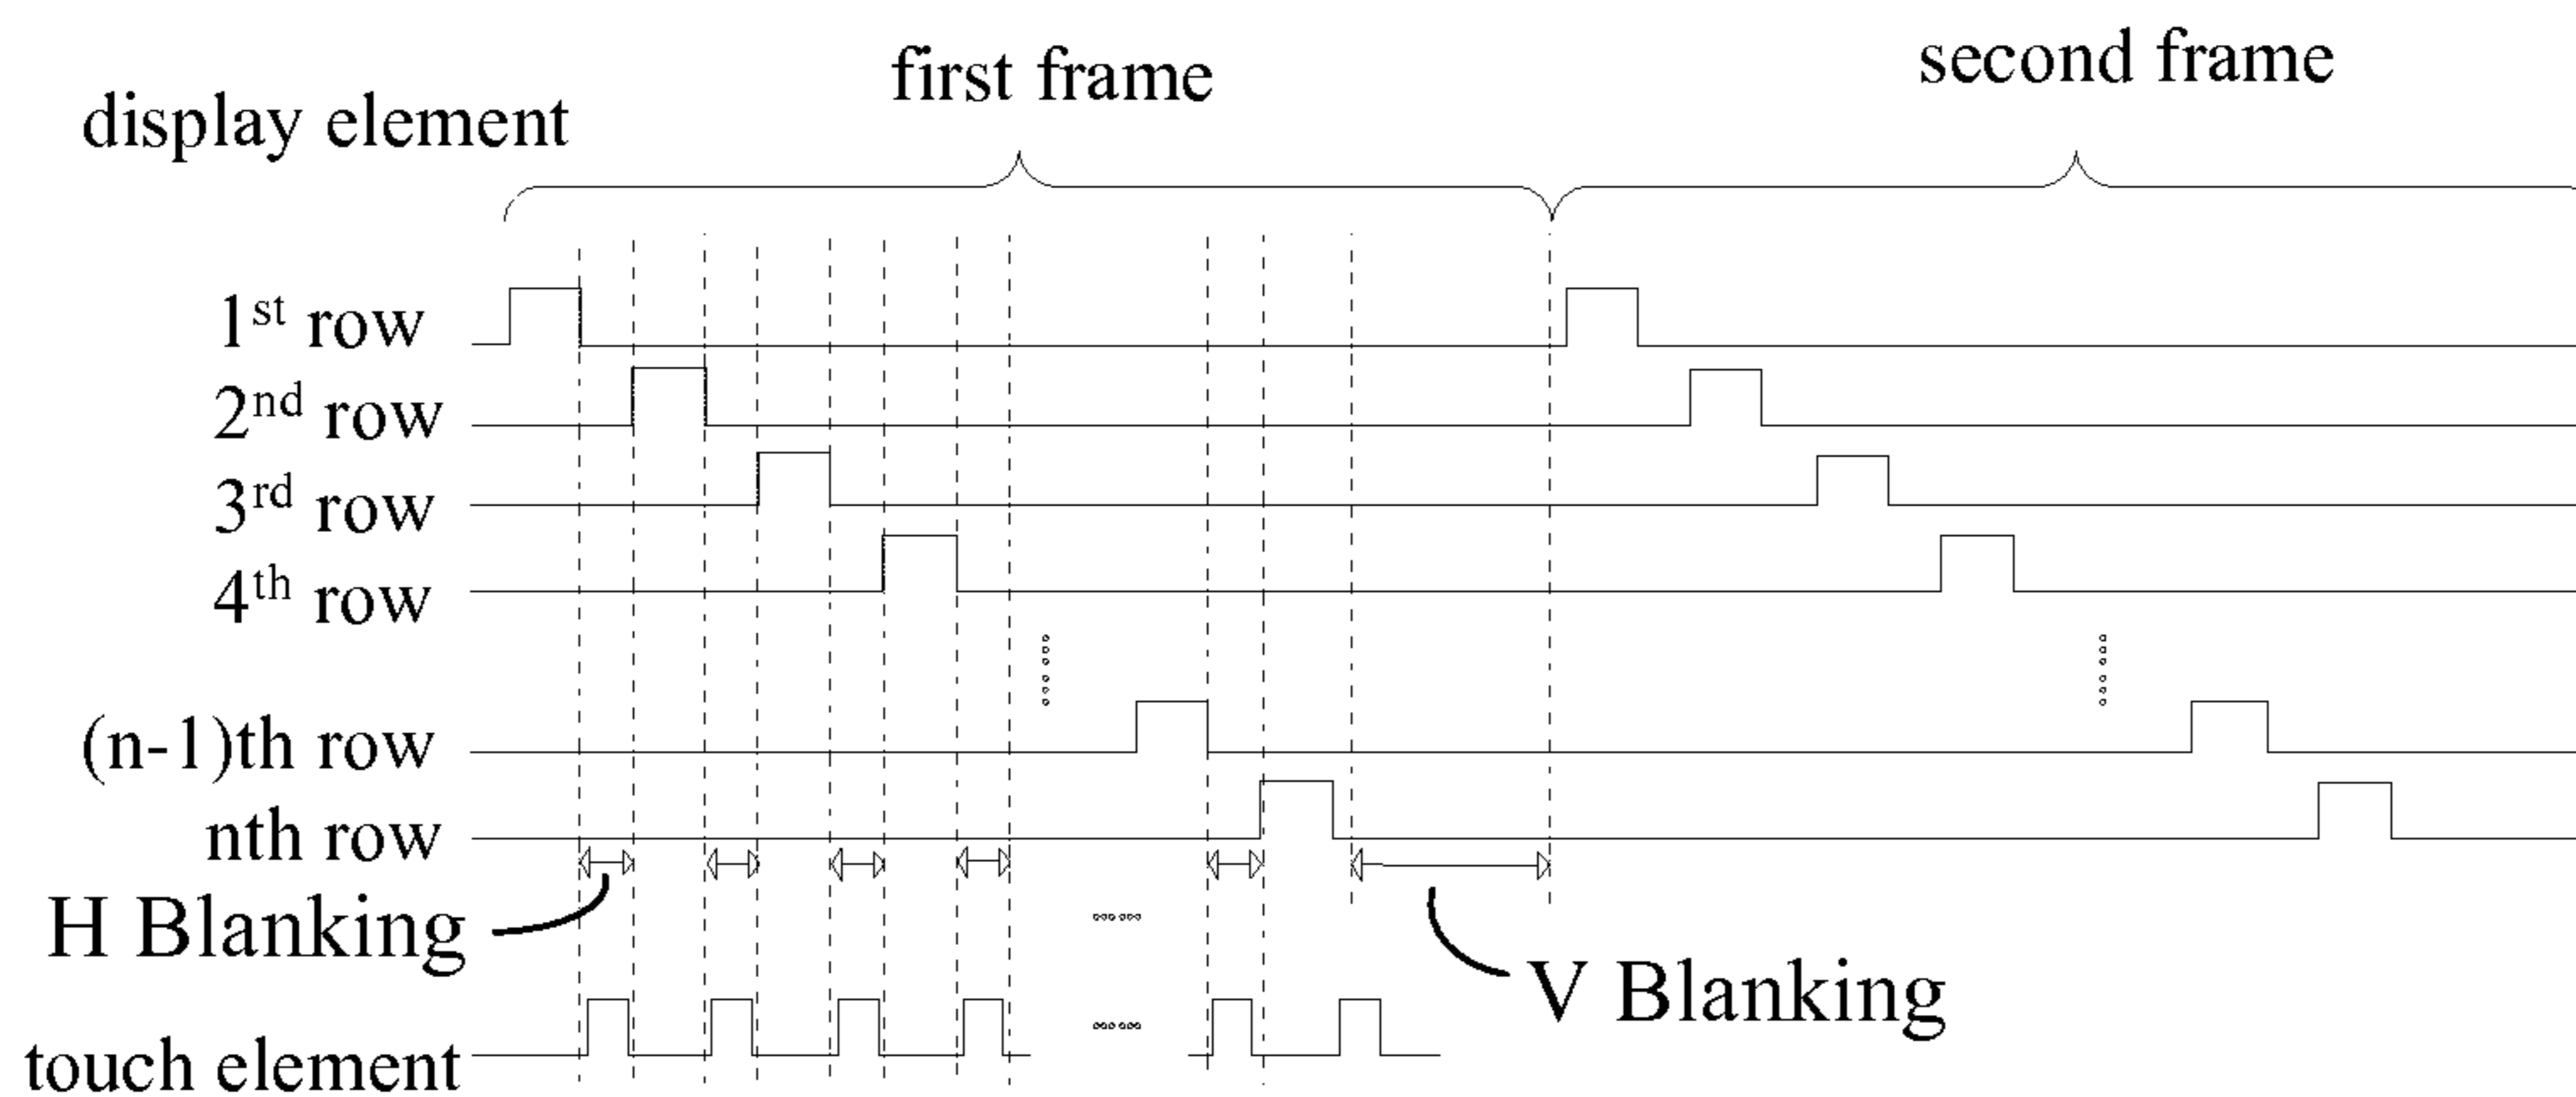 first frame
second frame
display element
1st row
2nd row
3rd row
4th row
(n-1)th row
nth row
H Blanking
V Blanking
touch element